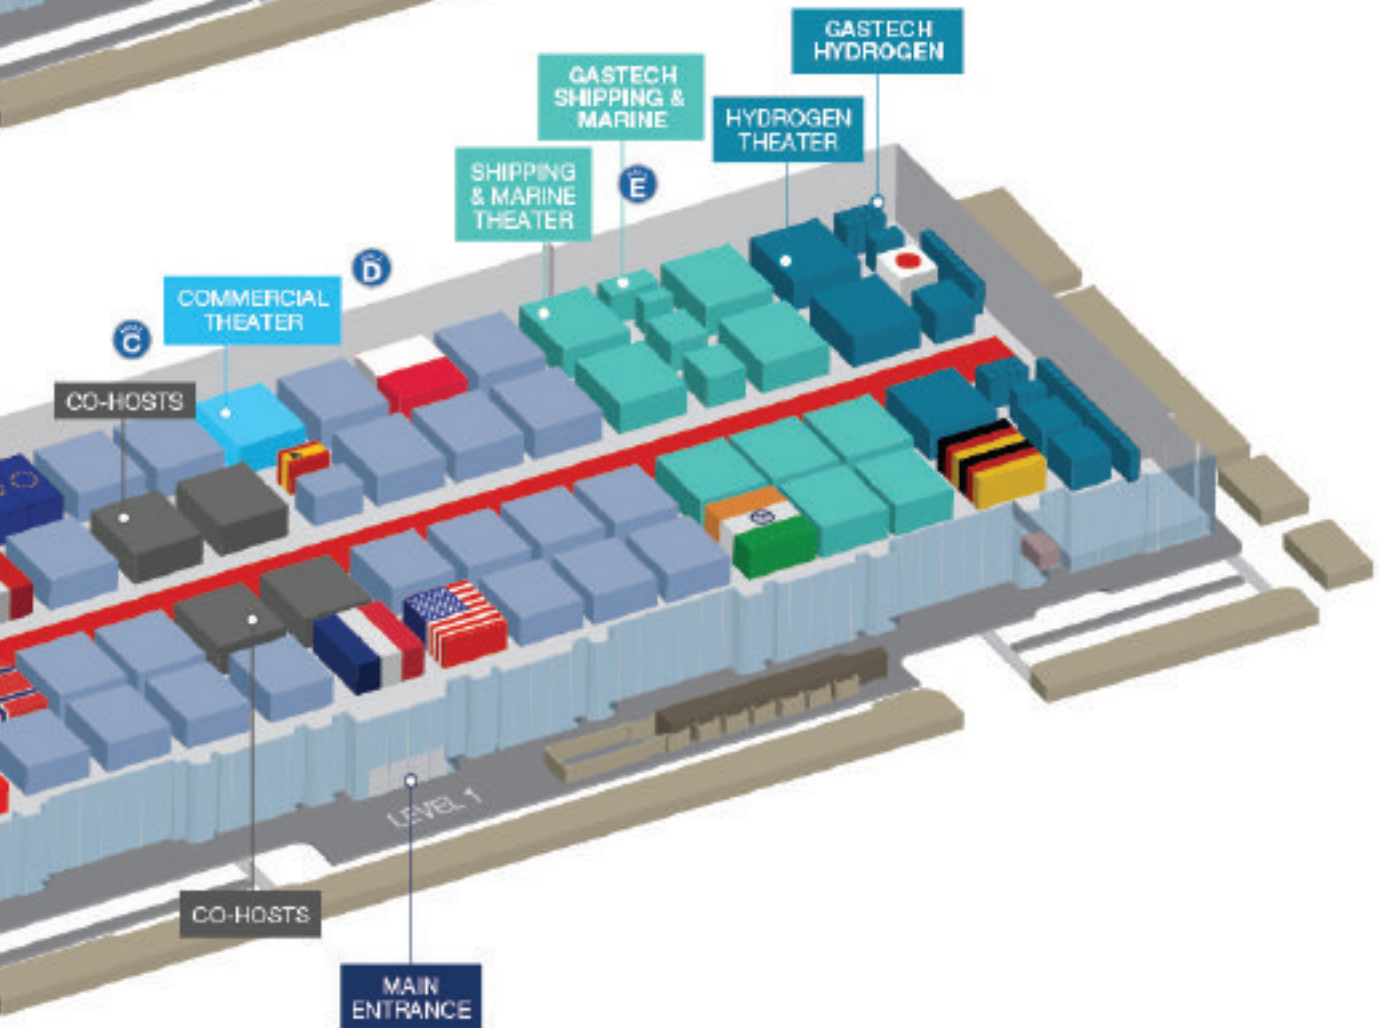 GASTECH
HYDROGEN
GASTECH
SHIPPING &
MARINE
HYDROGEN
THEATER
SHIPPING
& MARINE
THEATER
E
D
COMMERCIAL
THEATER
C
CO-HOSTS
LEVEL 1
CO-HOSTS
MAIN
ENTRANCE